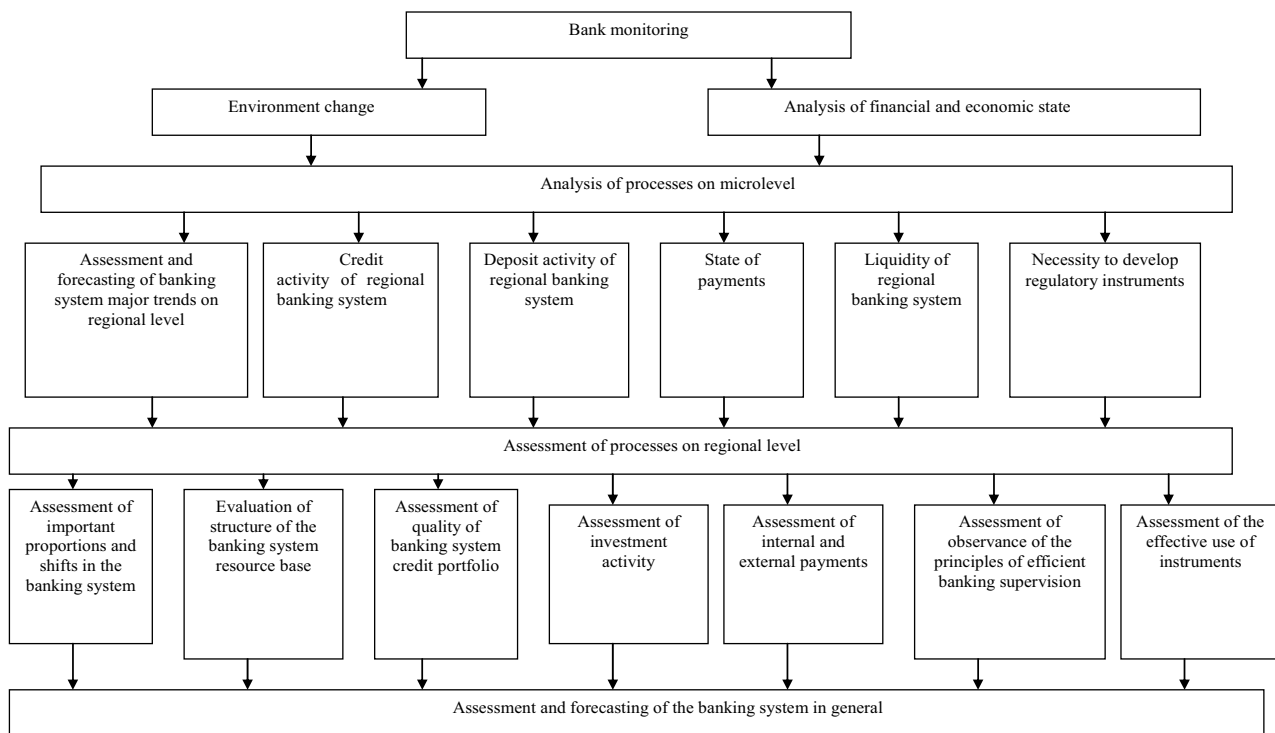 Bank monitoring
Environment change
Analysis of financial and economic state
Analysis of processes on microlevel
Assessment and
forecasting of banking
system major trends on
regional level
Credit
activity of regional
banking system
Deposit activity of
regional banking
system
State of
payments
Liquidity of
regional
banking system
Necessity to develop
regulatory instruments
Assessment of processes on regional level
Assessment of
important
proportions and
shifts in the
banking system
Evaluation of
structure of the
banking system
resource base
Assessment of
quality of
banking system
credit portfolio
Assessment of
investment
activity
Assessment of
internal and
external payments
Assessment of
observance of the
principles of efficient
banking supervision
Assessment of the
effective use of
instruments
Assessment and forecasting of the banking system in general